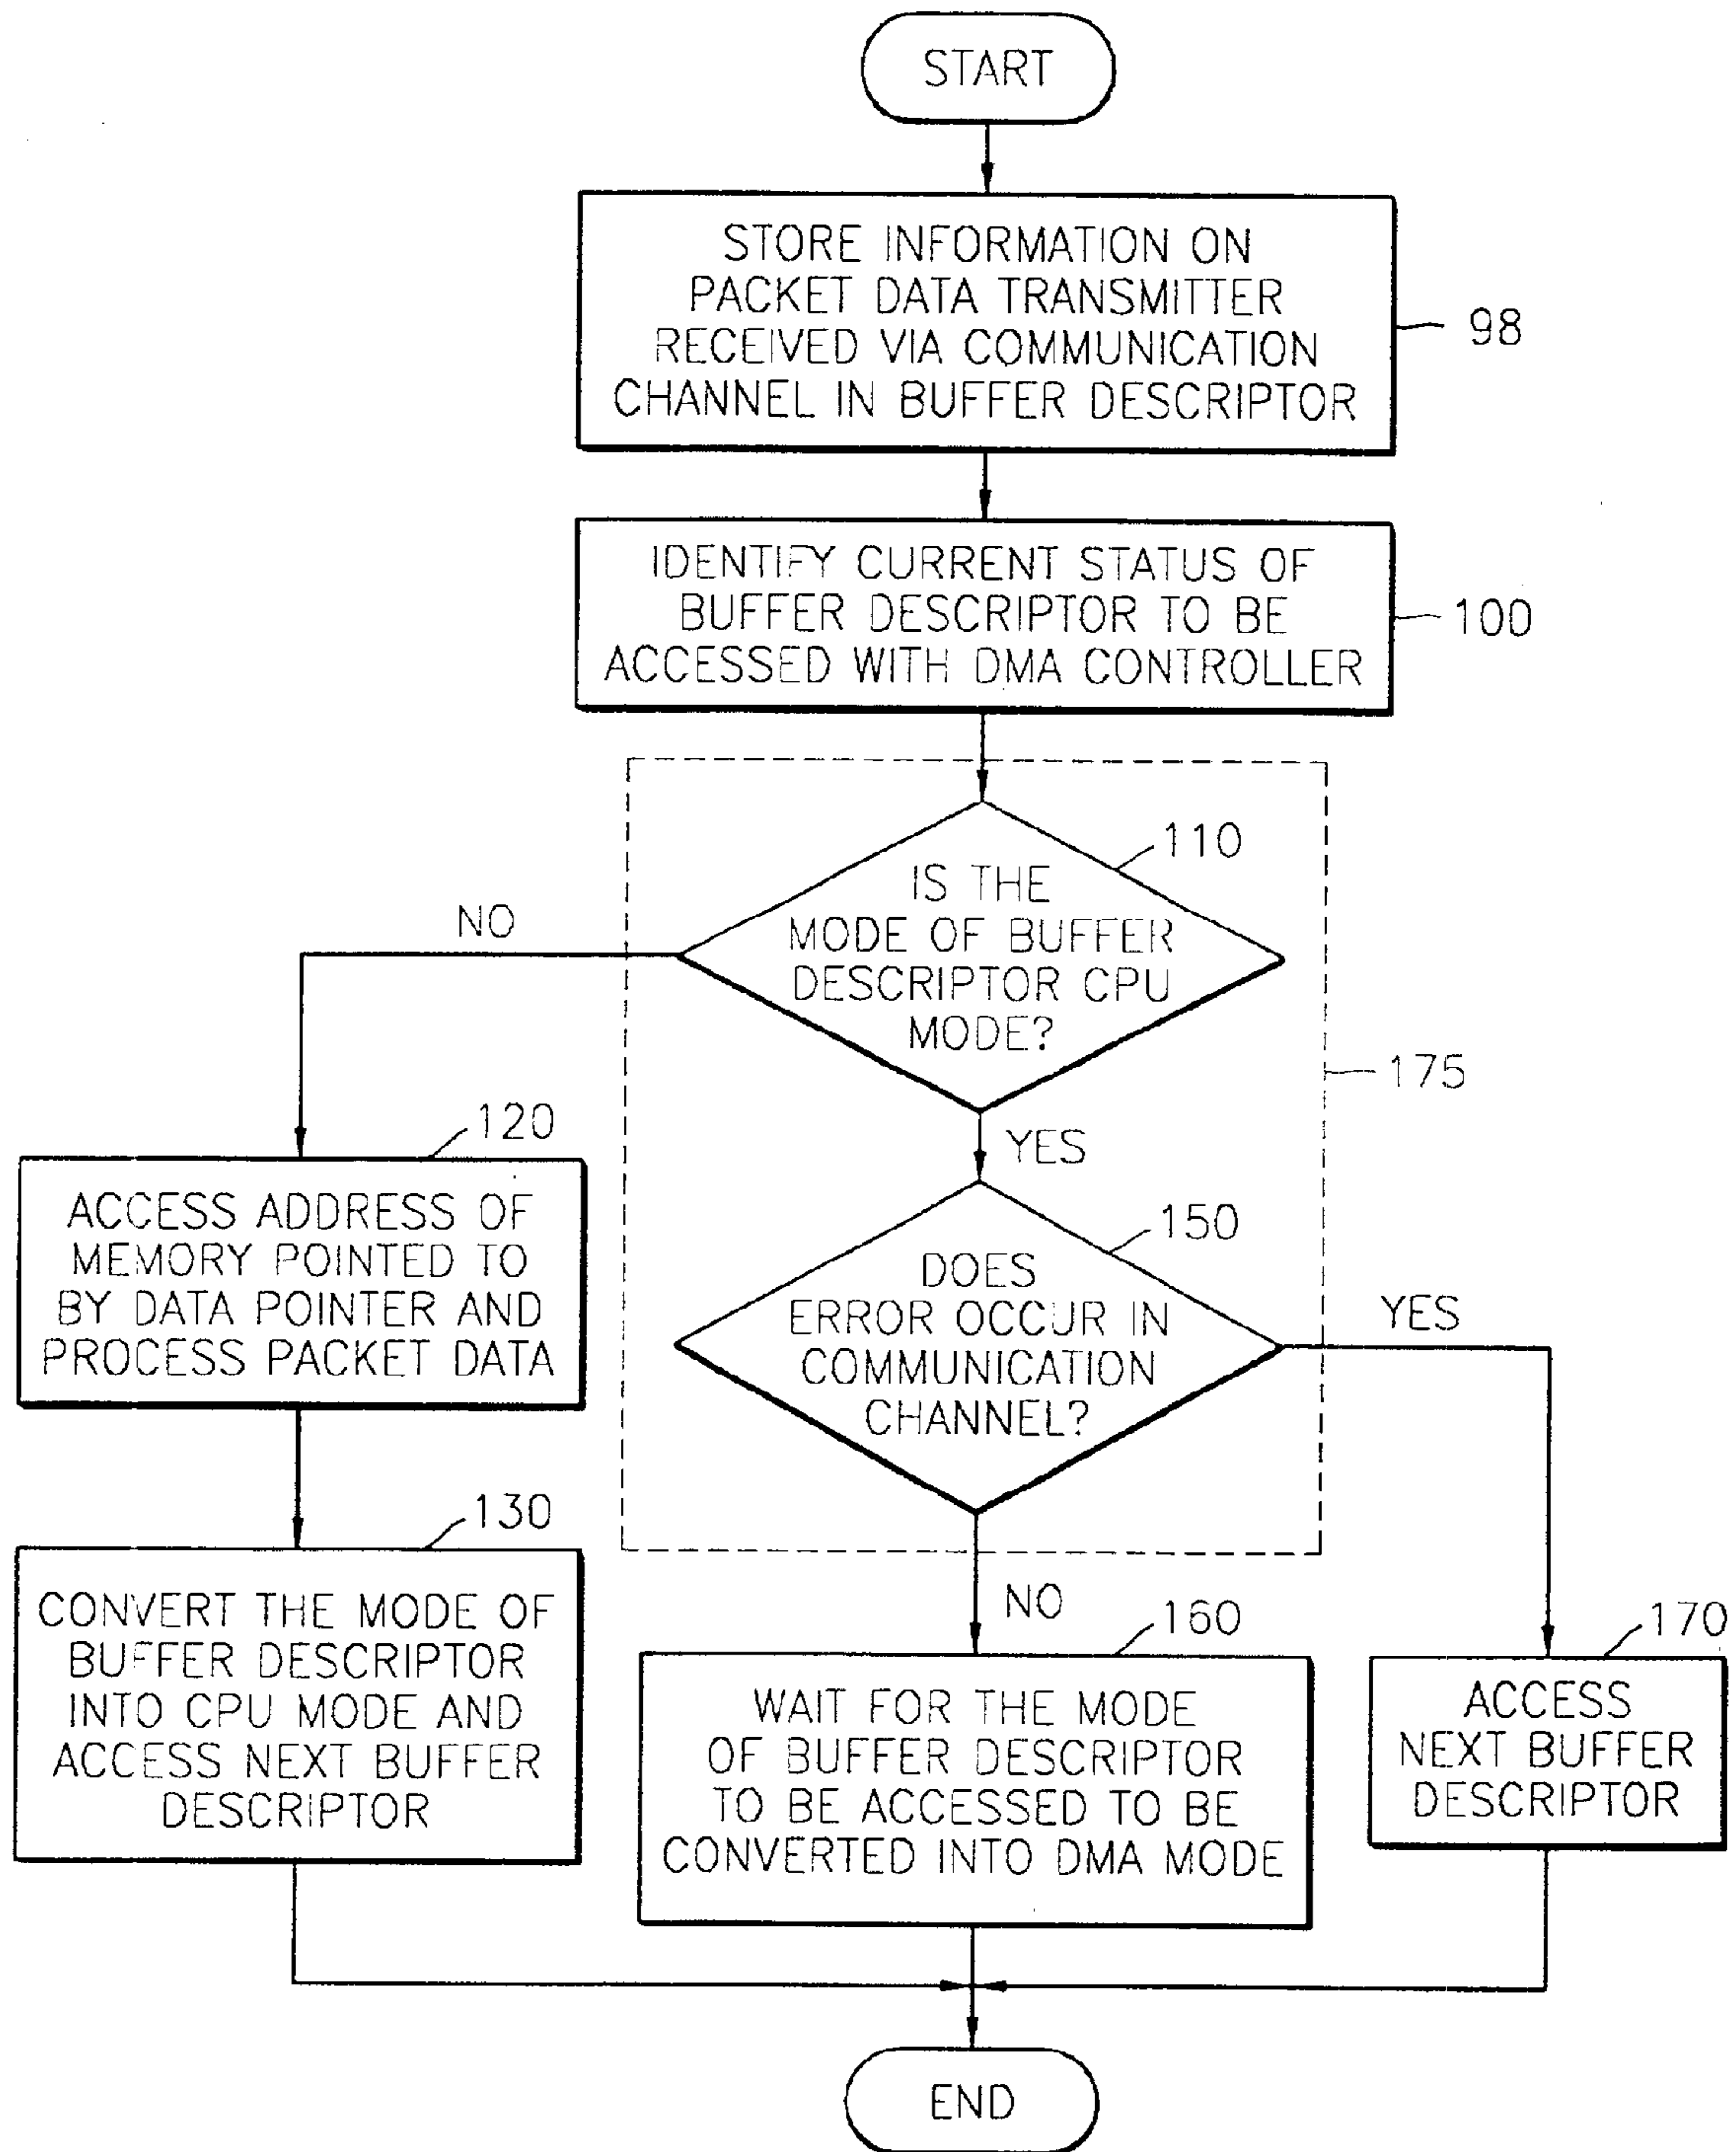 START
STORE INFORMATION ON
PACKET DATA TRANSMITTER
RECEIVED VIA COMMUNICATION
CHANNEL IN BUFFER DESCRIPTOR
98
IDENTIFY CURRENT STATUS OF
BUFFER DESCRIPTOR TO BE
ACCESSED WITH DMA CONTROLLER
100
110
IS THE
MODE OF BUFFER
DESCRIPTOR CPU
MODE?
NO
175
YES
120
ACCESS ADDRESS OF
MEMORY POINTED TO
BY DATA POINTER AND
PROCESS PACKET DATA
150
DOES
ERROR OCCUR IN
COMMUNICATION
CHANNEL?
YES
130
CONVERT THE MODE OF
BUFFER DESCRIPTOR
INTO CPU MODE AND
ACCESS NEXT BUFFER
DESCRIPTOR
NO
160
WAIT FOR THE MODE
OF BUFFER DESCRIPTOR
TO BE ACCESSED TO BE
CONVERTED INTO DMA MODE
170
ACCESS
NEXT BUFFER
DESCRIPTOR
END